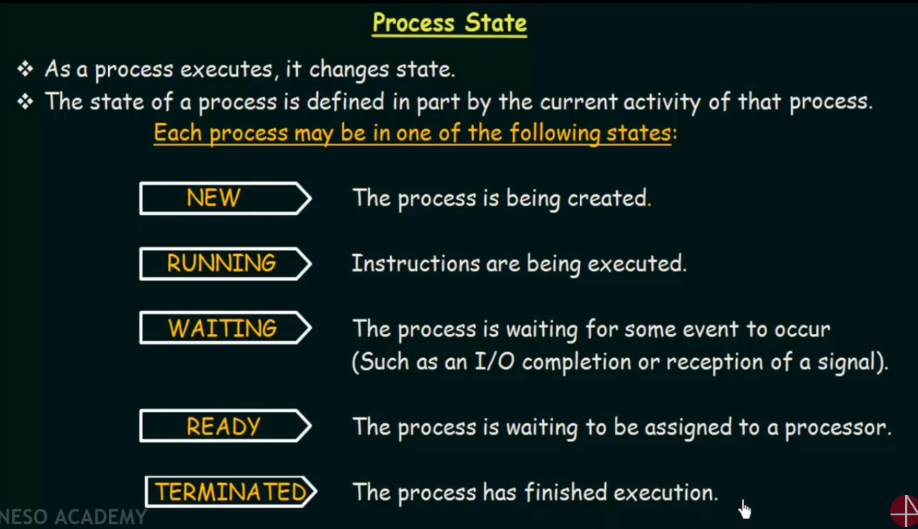 Process State
❖ As a process executes, it changes state.
❖ The state of a process is defined in part by the current activity of that process.
Each process may be in one of the following states:
NEW The process is being created.
RUNNING Instructions are being executed.
WAITING The process is waiting for some event to occur
(Such as an I/O completion or reception of a signal).
READY The process is waiting to be assigned to a processor.
TERMINATED The process has finished execution.
NESO ACADEMY